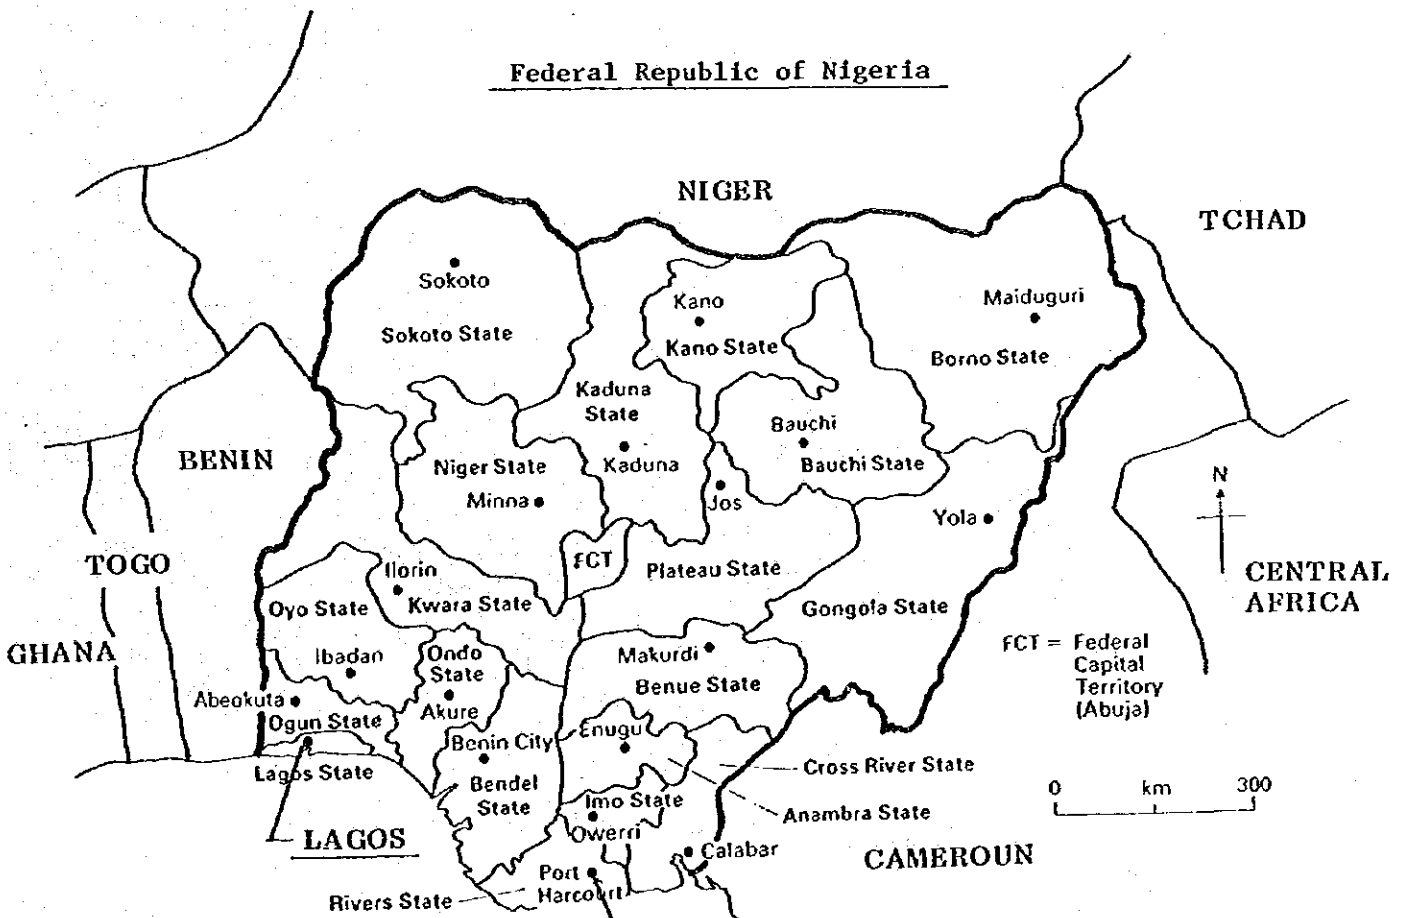 Federal Republic of Nigeria
NIGER
TCHAD
Sokoto
Sokoto State
Kano
Kano State
Maiduguri
Borno State
Kaduna
State
Kaduna
Bauchi
Bauchi State
BENIN
Niger State
Minna
Jos
Yola
N
TOGO
FCT
Plateau State
Ilorin
Kwara State
Oyo State
Gongola State
CENTRAL
AFRICA
GHANA
Ibadan
Ondo
State
Akure
Makurdi
Benue State
FCT = Federal
Capital
Territory
(Abuja)
Abeokuta
Ogun State
Lagos State
LAGOS
Benin City
Bendel
State
Enugu
Cross River State
Anambra State
0 km 300
Imo State
Owerri
Calabar
CAMEROUN
Port
Harcourt
Rivers State